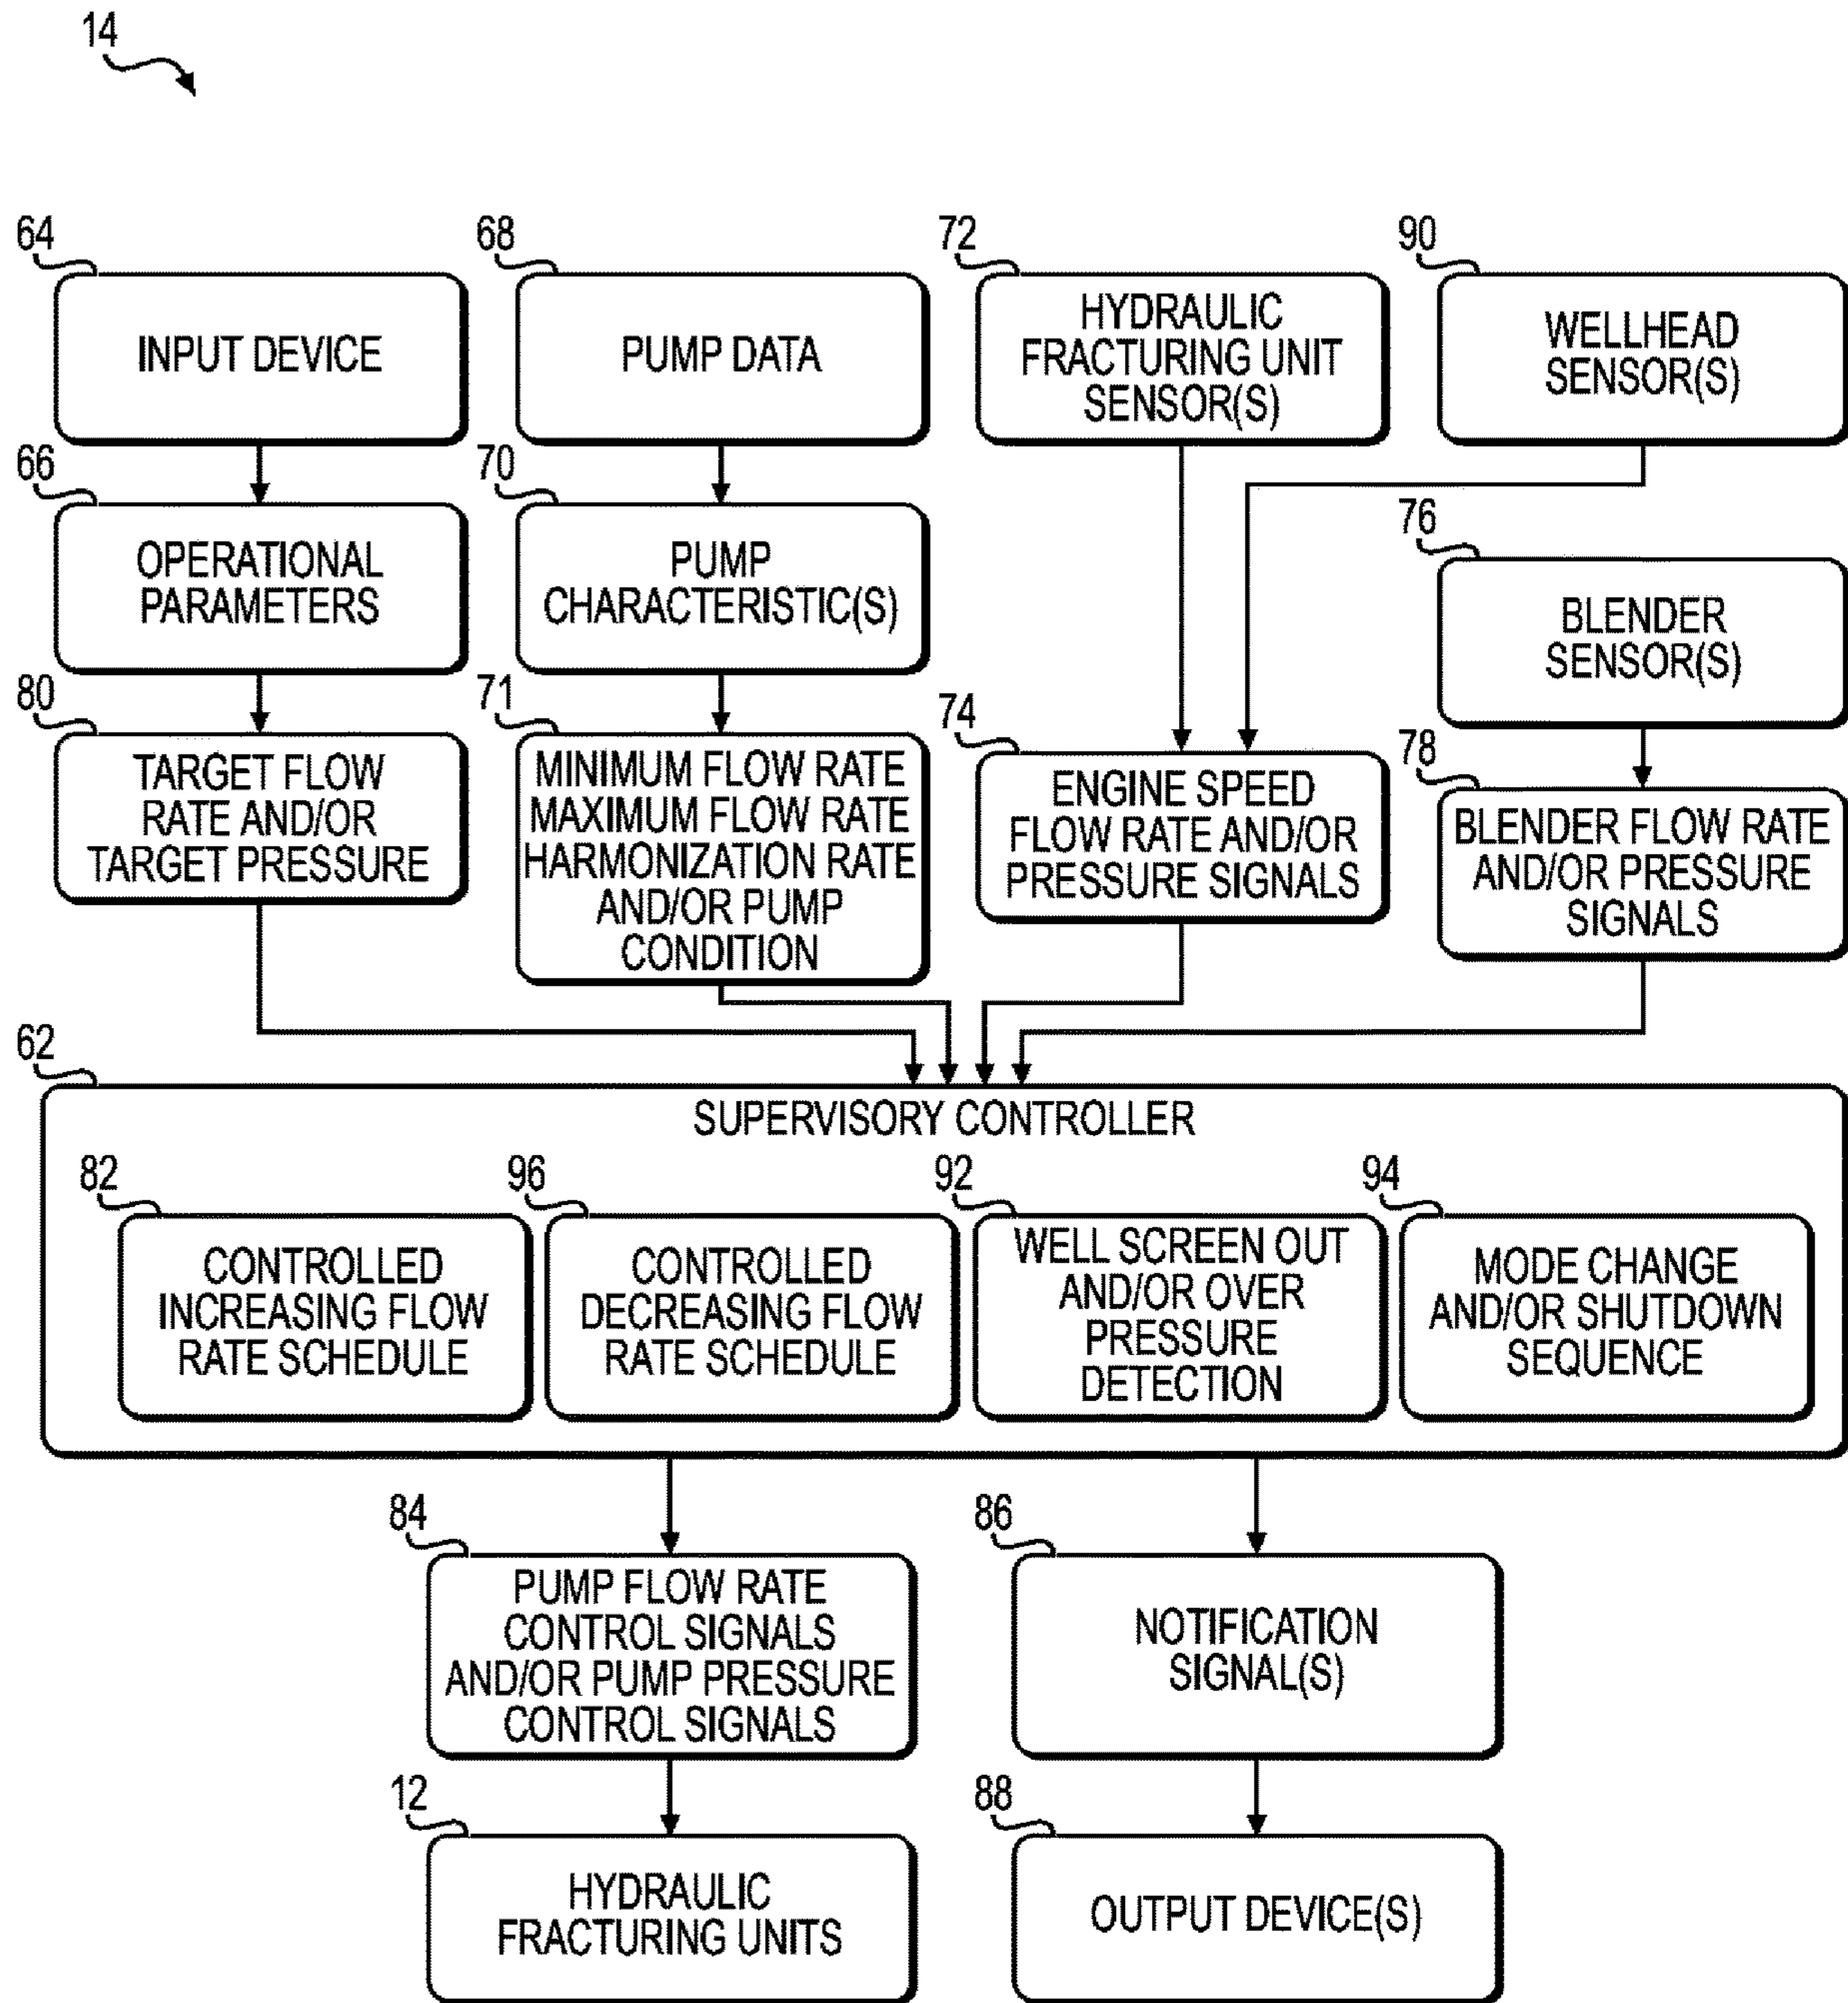 14
64
INPUT DEVICE
68
PUMP DATA
72
HYDRAULIC
FRACTURING UNIT
SENSOR(S)
90
WELLHEAD
SENSOR(S)
66
OPERATIONAL
PARAMETERS
70
PUMP
CHARACTERISTIC(S)
76
BLENDER
SENSOR(S)
80
TARGET FLOW
RATE AND/OR
TARGET PRESSURE
71
MINIMUM FLOW RATE
MAXIMUM FLOW RATE
HARMONIZATION RATE
AND/OR PUMP
CONDITION
74
ENGINE SPEED
FLOW RATE AND/OR
PRESSURE SIGNALS
78
BLENDER FLOW RATE
AND/OR PRESSURE
SIGNALS
62
SUPERVISORY CONTROLLER
82
CONTROLLED
INCREASING FLOW
RATE SCHEDULE
96
CONTROLLED
DECREASING FLOW
RATE SCHEDULE
92
WELL SCREEN OUT
AND/OR OVER
PRESSURE
DETECTION
94
MODE CHANGE
AND/OR SHUTDOWN
SEQUENCE
84
PUMP FLOW RATE
CONTROL SIGNALS
AND/OR PUMP PRESSURE
CONTROL SIGNALS
86
NOTIFICATION
SIGNAL(S)
12
HYDRAULIC
FRACTURING UNITS
88
OUTPUT DEVICE(S)